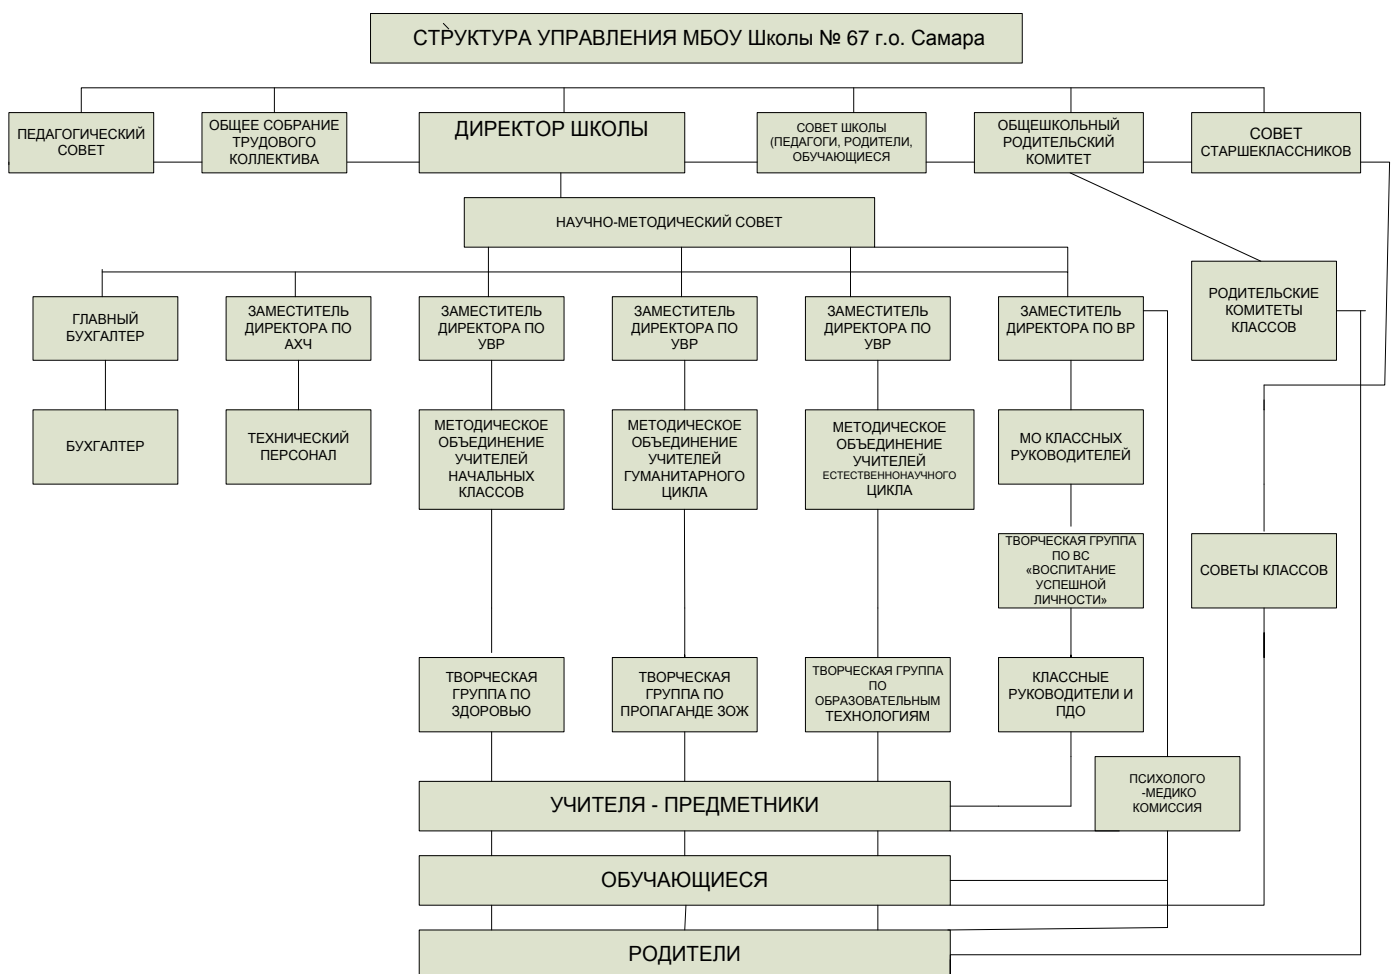 СТРУКТУРА УПРАВЛЕНИЯ МБОУ Школы № 67 г.о. Самара
ПЕДАГОГИЧЕСКИЙ
СОВЕТ
ОБЩЕЕ СОБРАНИЕ
ТРУДОВОГО
КОЛЛЕКТИВА
ДИРЕКТОР ШКОЛЫ
СОВЕТ ШКОЛЫ
(ПЕДАГОГИ, РОДИТЕЛИ,
ОБУЧАЮЩИЕСЯ
ОБЩЕШКОЛЬНЫЙ
РОДИТЕЛЬСКИЙ
КОМИТЕТ
СОВЕТ
СТАРШЕКЛАССНИКОВ
НАУЧНО-МЕТОДИЧЕСКИЙ СОВЕТ
ГЛАВНЫЙ
БУХГАЛТЕР
ЗАМЕСТИТЕЛЬ
ДИРЕКТОРА ПО
АХЧ
ЗАМЕСТИТЕЛЬ
ДИРЕКТОРА ПО
УВР
ЗАМЕСТИТЕЛЬ
ДИРЕКТОРА ПО
УВР
ЗАМЕСТИТЕЛЬ
ДИРЕКТОРА ПО
УВР
ЗАМЕСТИТЕЛЬ
ДИРЕКТОРА ПО ВР
РОДИТЕЛЬСКИЕ
КОМИТЕТЫ
КЛАССОВ
БУХГАЛТЕР
ТЕХНИЧЕСКИЙ
ПЕРСОНАЛ
МЕТОДИЧЕСКОЕ
ОБЪЕДИНЕНИЕ
УЧИТЕЛЕЙ
НАЧАЛЬНЫХ
КЛАССОВ
МЕТОДИЧЕСКОЕ
ОБЪЕДИНЕНИЕ
УЧИТЕЛЕЙ
ГУМАНИТАРНОГО
ЦИКЛА
МЕТОДИЧЕСКОЕ
ОБЪЕДИНЕНИЕ
УЧИТЕЛЕЙ
ЕСТЕСТВЕННОНАУЧНОГО
ЦИКЛА
МО КЛАССНЫХ
РУКОВОДИТЕЛЕЙ
ТВОРЧЕСКАЯ ГРУППА
ПО ВС
«ВОСПИТАНИЕ
УСПЕШНОЙ
ЛИЧНОСТИ»
СОВЕТЫ КЛАССОВ
ТВОРЧЕСКАЯ
ГРУППА ПО
ЗДОРОВЬЮ
ТВОРЧЕСКАЯ
ГРУППА ПО
ПРОПАГАНДЕ ЗОЖ
ТВОРЧЕСКАЯ ГРУППА
ПО
ОБРАЗОВАТЕЛЬНЫМ
ТЕХНОЛОГИЯМ
КЛАССНЫЕ
РУКОВОДИТЕЛИ И
ПДО
ПСИХОЛОГО
-МЕДИКО
КОМИССИЯ
УЧИТЕЛЯ - ПРЕДМЕТНИКИ
ОБУЧАЮЩИЕСЯ
РОДИТЕЛИ